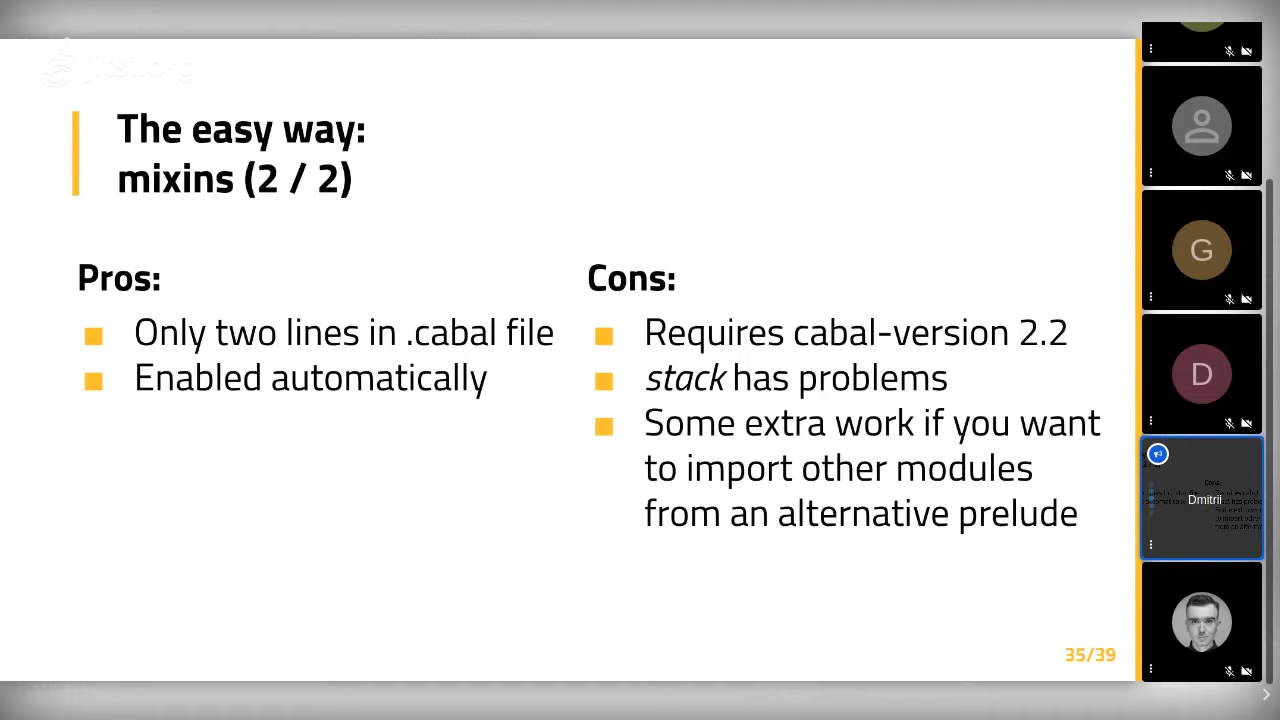 jitsi.org
The easy way:
mixins (2 / 2)
Pros:
Only two lines in .cabal file
Enabled automatically
Cons:
Requires cabal-version 2.2
stack has problems
Some extra work if you want
to import other modules
from an alternative prelude
35/39
G
D
Dmitrii